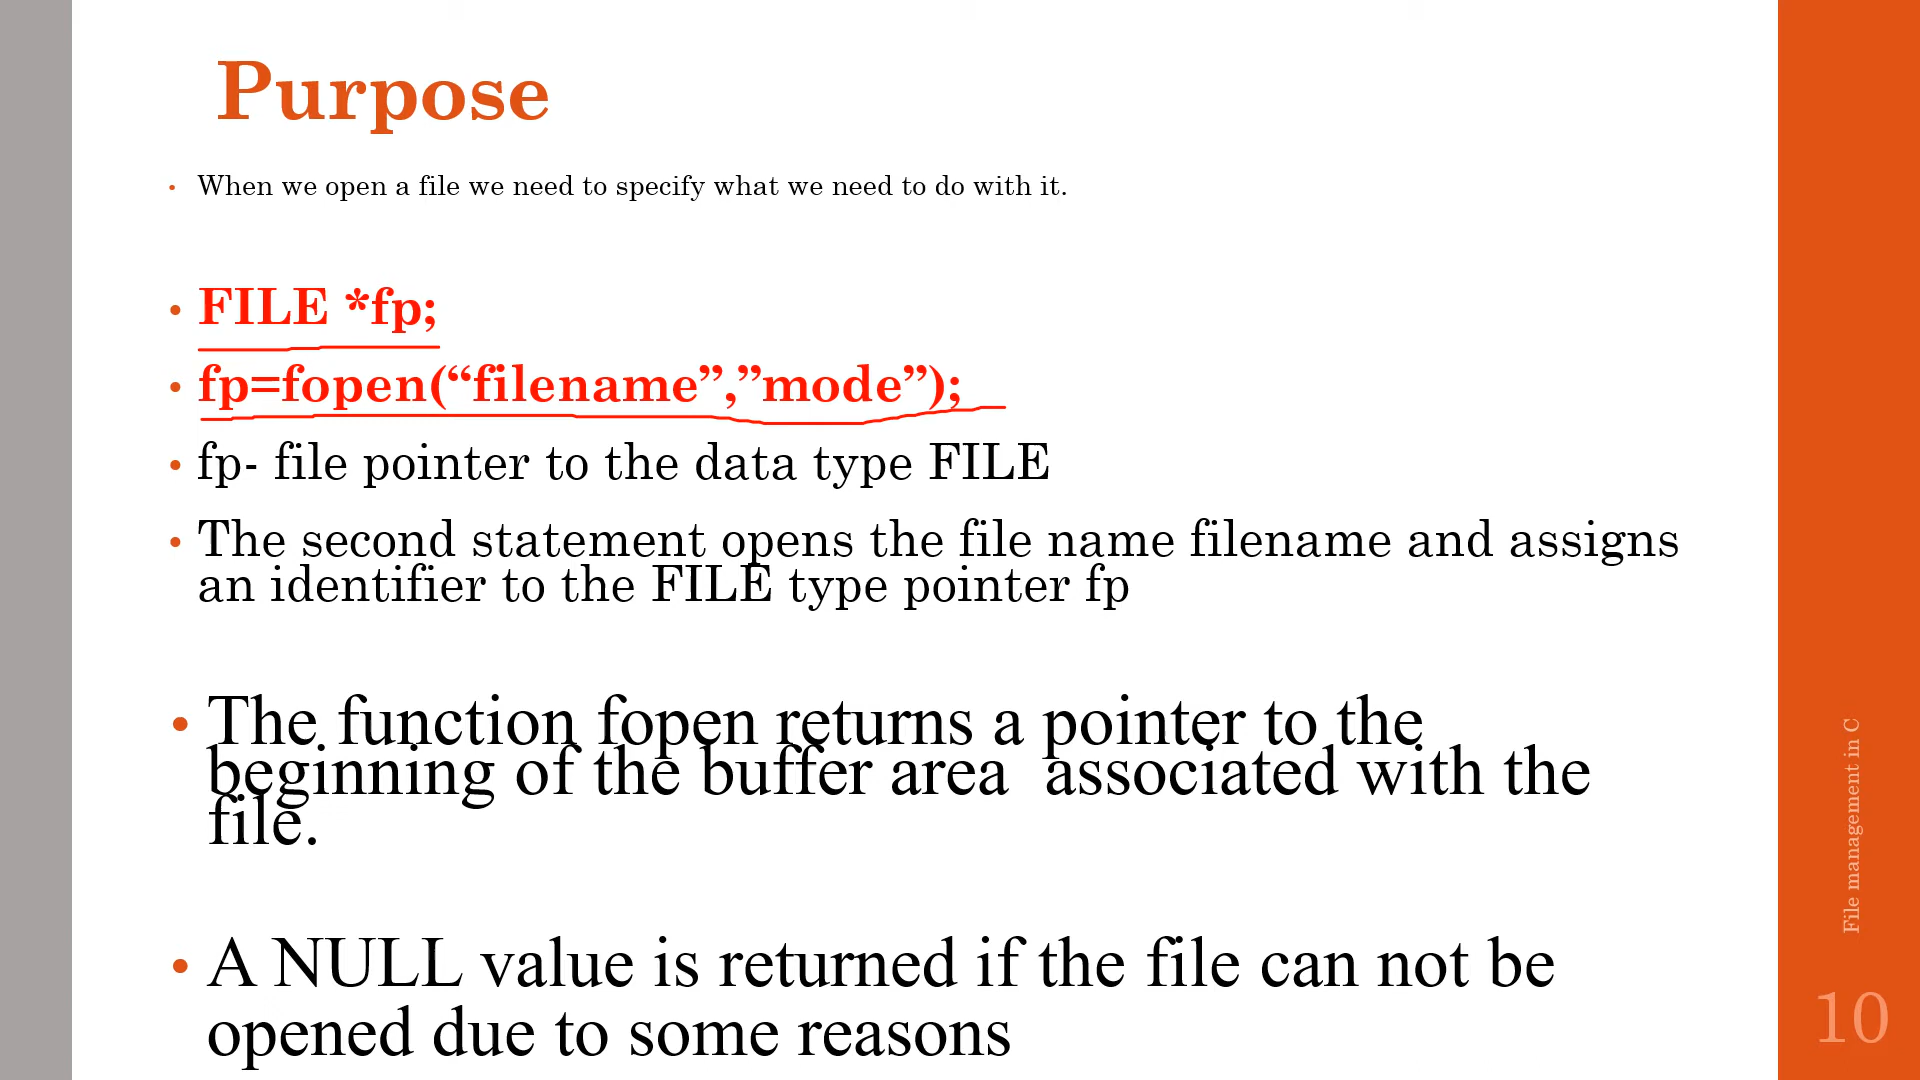 Purpose
• When we open a file we need to specify what we need to do with it.
• FILE *fp;
• fp=fopen(“filename”,”mode”);
• fp- file pointer to the data type FILE
• The second statement opens the file name filename and assigns
an identifier to the FILE type pointer fp
• The function fopen returns a pointer to the
beginning of the buffer area  associated with the
file.
• A NULL value is returned if the file can not be
opened due to some reasons
File management in C
10